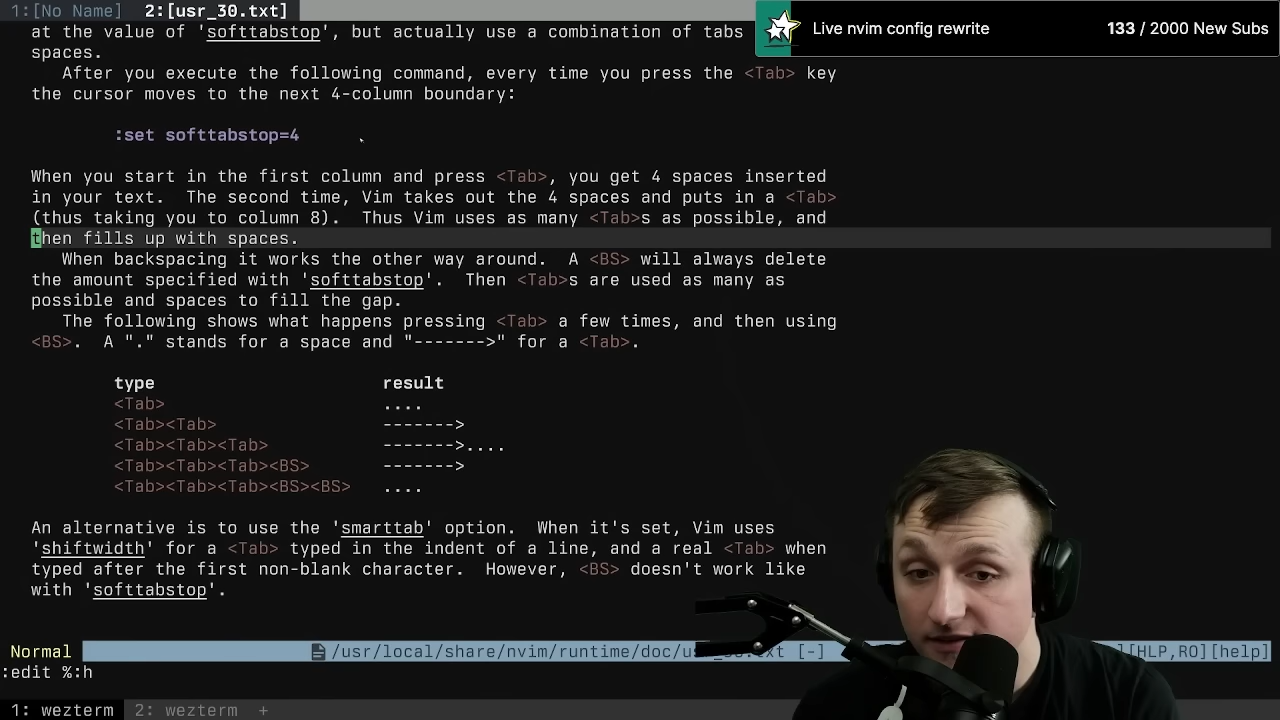 1:[No Name]  2:[usr_30.txt]
Live nvim config rewrite    133 / 2000 New Subs
at the value of 'softtabstop', but actually use a combination of tabs
spaces.
   After you execute the following command, every time you press the <Tab> key
the cursor moves to the next 4-column boundary:
:set softtabstop=4
When you start in the first column and press <Tab>, you get 4 spaces inserted
in your text.  The second time, Vim takes out the 4 spaces and puts in a <Tab>
(thus taking you to column 8).  Thus Vim uses as many <Tab>s as possible, and
then fills up with spaces.
   When backspacing it works the other way around.  A <BS> will always delete
the amount specified with 'softtabstop'.  Then <Tab>s are used as many as
possible and spaces to fill the gap.
   The following shows what happens pressing <Tab> a few times, and then using
<BS>.  A "." stands for a space and "------->" for a <Tab>.
type    result
<Tab>    ....
<Tab><Tab>    ------->
<Tab><Tab><Tab>    ------->....
<Tab><Tab><Tab><BS>    ------->
<Tab><Tab><Tab><BS><BS>    ....
An alternative is to use the 'smarttab' option.  When it's set, Vim uses
'shiftwidth' for a <Tab> typed in the indent of a line, and a real <Tab> when
typed after the first non-blank character.  However, <BS> doesn't work like
with 'softtabstop'.
Normal    /usr/local/share/nvim/runtime/doc/usr_30.txt [-]    [HLP,RO][help]
:edit %:h
1: wezterm  2: wezterm  +